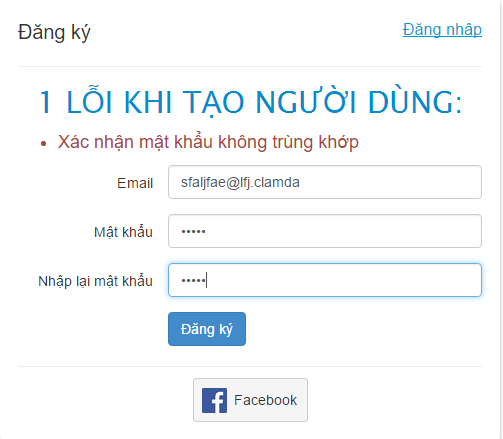 Đăng ký
Đăng nhập
1 LỖI KHI TẠO NGƯỜI DÙNG:
Xác nhận mật khẩu không trùng khớp
Email
sfaljfae@lfj.clamda
Mật khẩu
•••••
Nhập lại mật khẩu
•••••
Đăng ký
Facebook